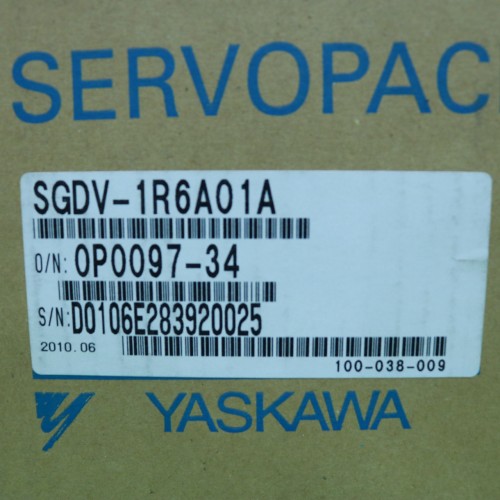 SERVOPAC
SGDV-1R6A01A
O/N: 0P0097-34
S/N: D0106E283920025
2010.06
100-038-009
YASKAWA